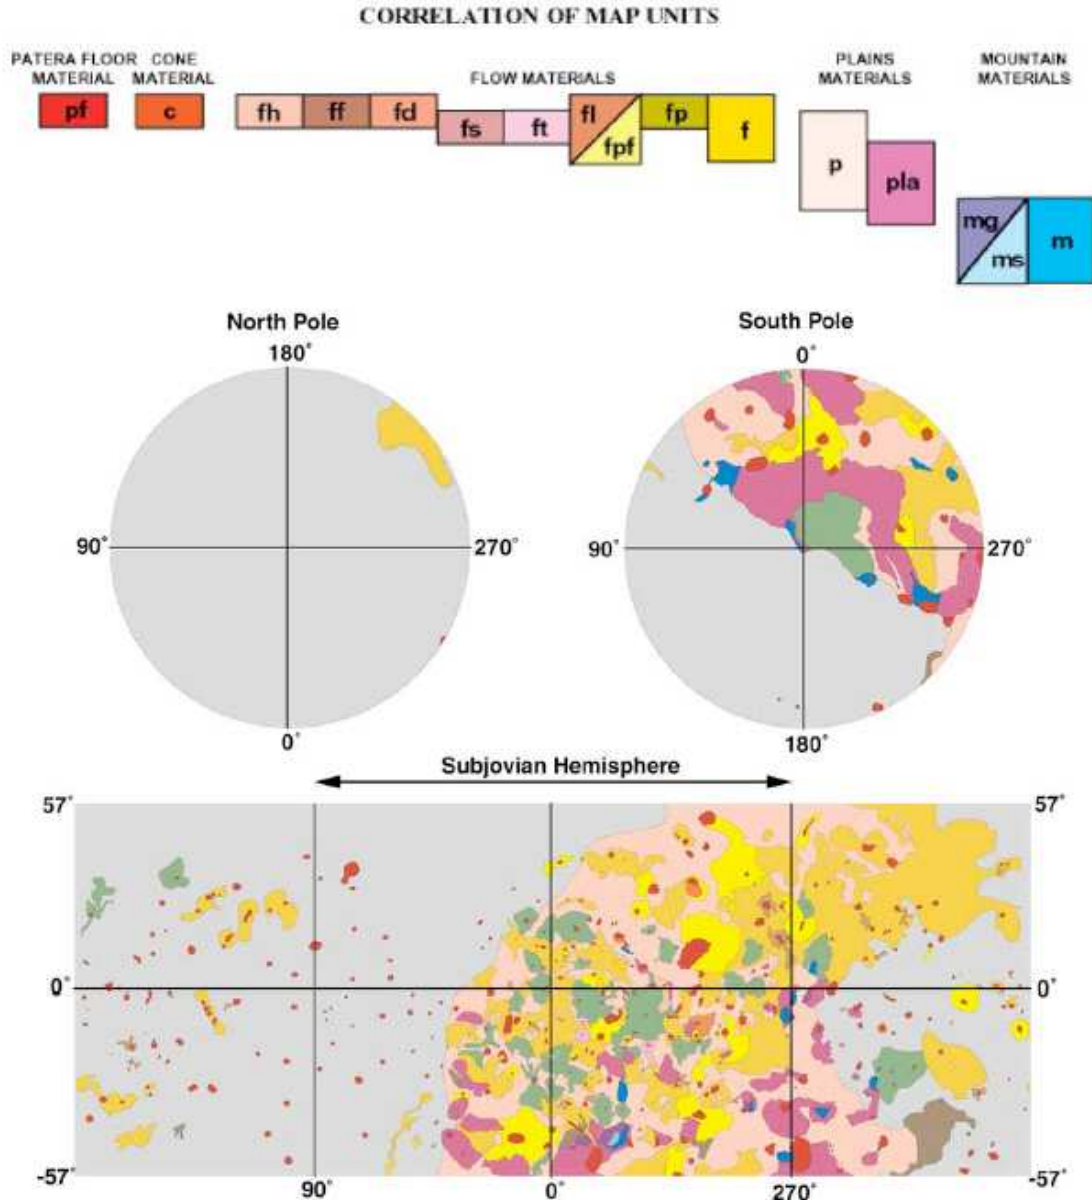 CORRELATION OF MAP UNITS
PATERA FLOOR MATERIAL
CONE MATERIAL
FLOW MATERIALS
PLAINS MATERIALS
MOUNTAIN MATERIALS
pf
c
fh
ff
fd
fs
ft
fl
fpf
fp
f
p
pla
mg
ms
m
North Pole
180°
90°
270°
0°
South Pole
0°
90°
270°
180°
Subjovian Hemisphere
57°
57°
0°
0°
-57°
-57°
90°
0°
270°